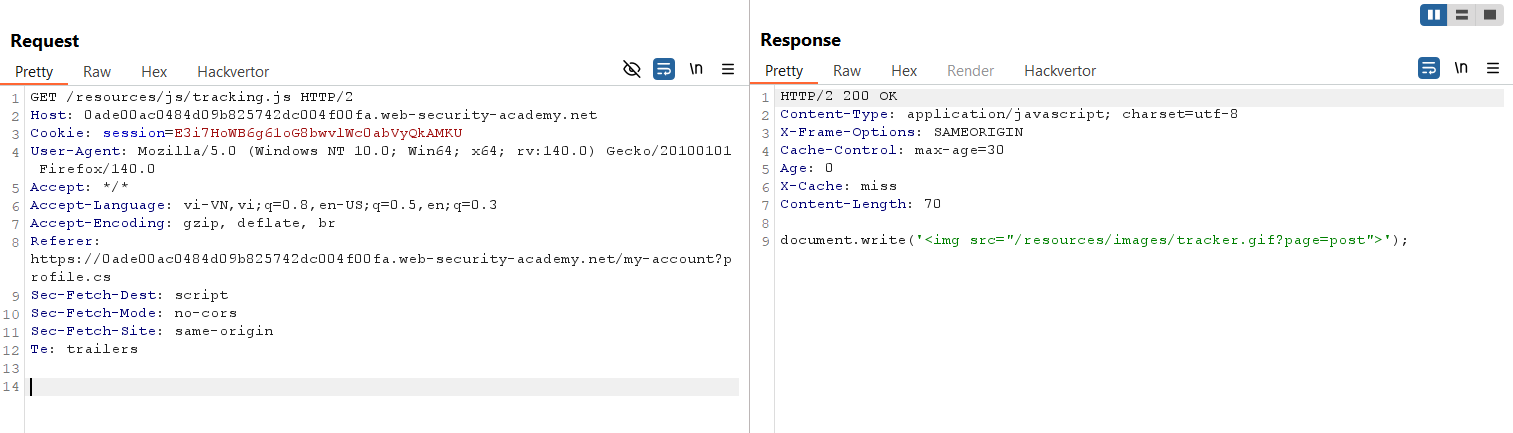 Request
Pretty Raw Hex Hackvertor \n
1 GET /resources/js/tracking.js HTTP/2
2 Host: 0ade00ac0484d09b825742dc004f00fa.web-security-academy.net
3 Cookie: session=E3i7HoWB6g6loG8bwvlWc0abVyQkAMKU
4 User-Agent: Mozilla/5.0 (Windows NT 10.0; Win64; x64; rv:140.0) Gecko/20100101
Firefox/140.0
5 Accept: */*
6 Accept-Language: vi-VN,vi;q=0.8,en-US;q=0.5,en;q=0.3
7 Accept-Encoding: gzip, deflate, br
8 Referer:
https://0ade00ac0484d09b825742dc004f00fa.web-security-academy.net/my-account?p
rofile.cs
9 Sec-Fetch-Dest: script
10 Sec-Fetch-Mode: no-cors
11 Sec-Fetch-Site: same-origin
12 Te: trailers
13
14
Response
Pretty Raw Hex Render Hackvertor \n
1 HTTP/2 200 OK
2 Content-Type: application/javascript; charset=utf-8
3 X-Frame-Options: SAMEORIGIN
4 Cache-Control: max-age=30
5 Age: 0
6 X-Cache: miss
7 Content-Length: 70
8
9 document.write('<img src="/resources/images/tracker.gif?page=post">');